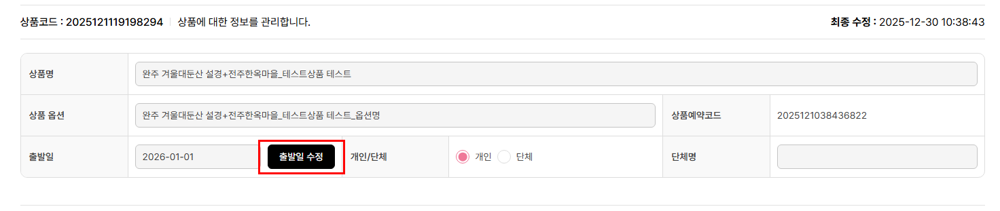 상품코드 : 2025121119198294 상품에 대한 정보를 관리합니다. 최종 수정 : 2025-12-30 10:38:43
상품명 완주 겨울대둔산 설경+전주한옥마을_테스트상품 테스트
상품 옵션 완주 겨울대둔산 설경+전주한옥마을_테스트상품 테스트_옵션명 상품예약코드 2025121038436822
출발일 2026-01-01 출발일 수정 개인/단체 개인 단체 단체명